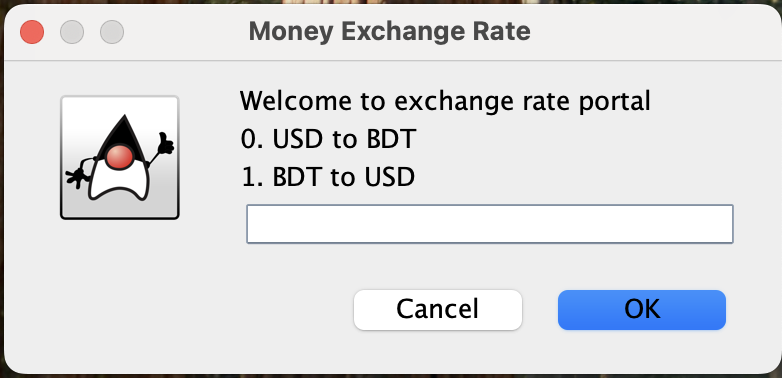 Money Exchange Rate
Welcome to exchange rate portal
0. USD to BDT
1. BDT to USD
Cancel
OK